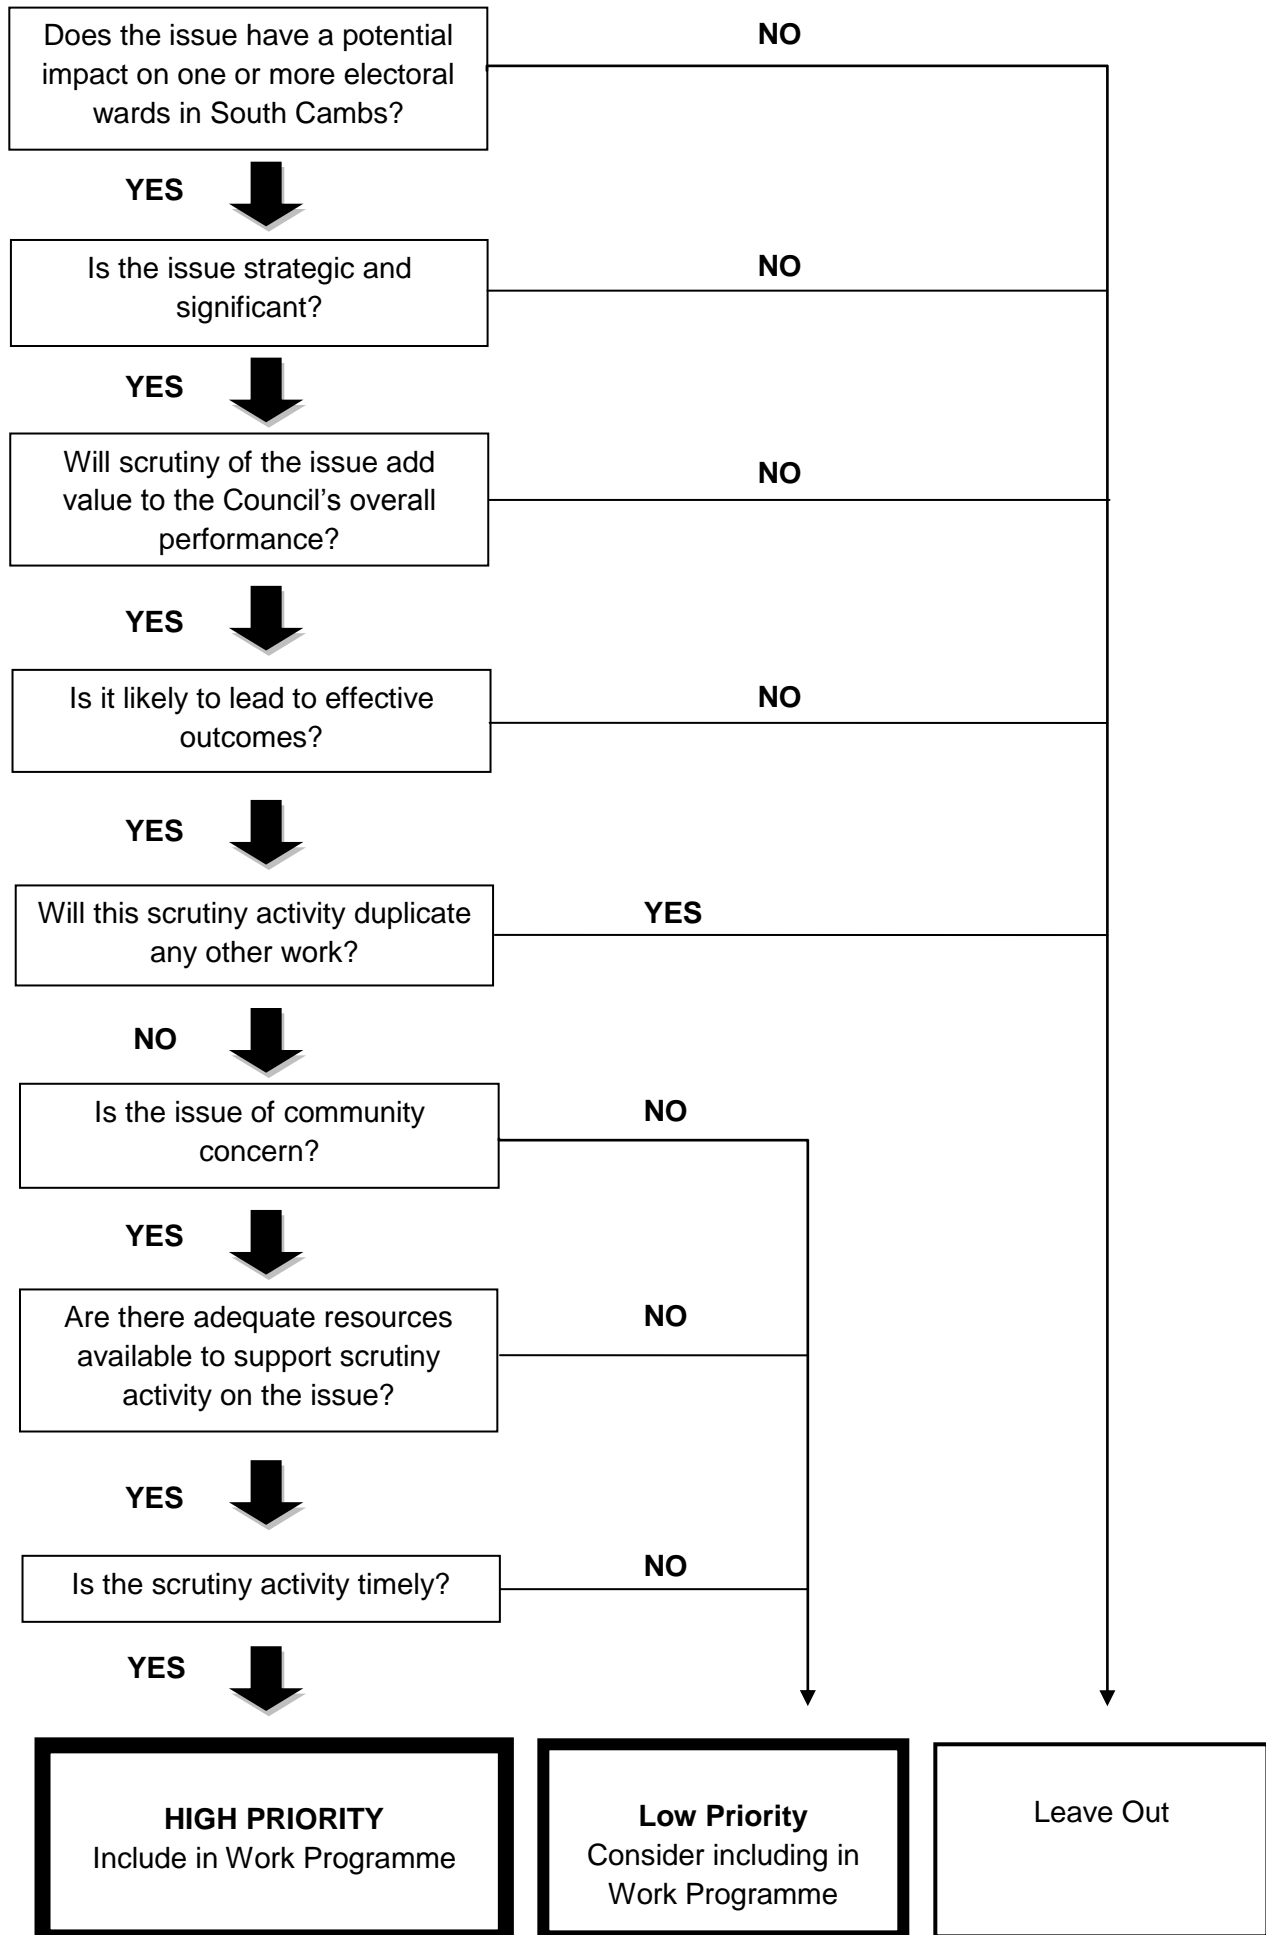 Does the issue have a potential
impact on one or more electoral
wards in South Cambs?
NO
YES
Is the issue strategic and
significant?
NO
YES
Will scrutiny of the issue add
value to the Council’s overall
performance?
NO
YES
Is it likely to lead to effective
outcomes?
NO
YES
Will this scrutiny activity duplicate
any other work?
YES
NO
Is the issue of community
concern?
NO
YES
Are there adequate resources
available to support scrutiny
activity on the issue?
NO
YES
Is the scrutiny activity timely?
NO
YES
HIGH PRIORITY
Include in Work Programme
Low Priority
Consider including in
Work Programme
Leave Out